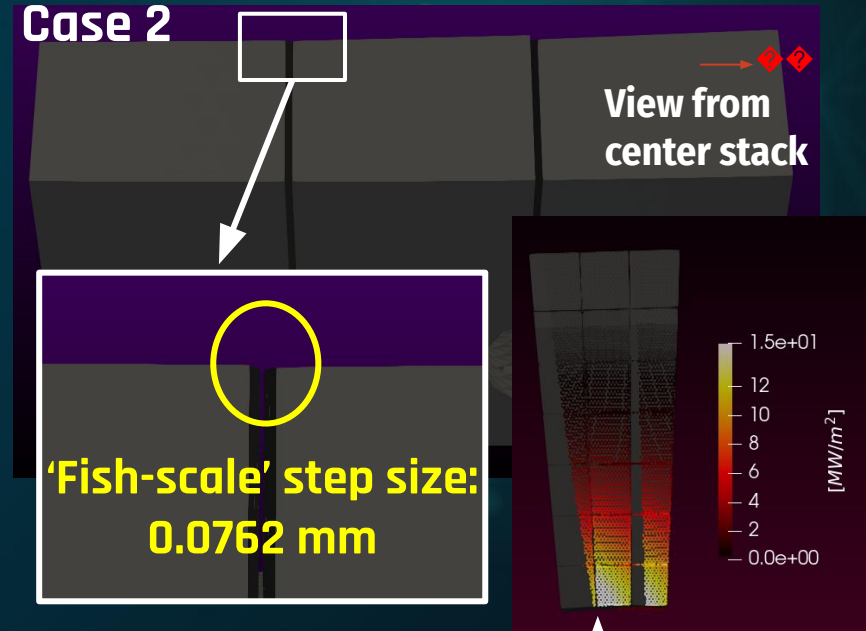 Case 2
��
View from
center stack
'Fish-scale' step size:
0.0762 mm
1.5e+01
12
10
8
6
4
2
0.0e+00
[MW/m²]